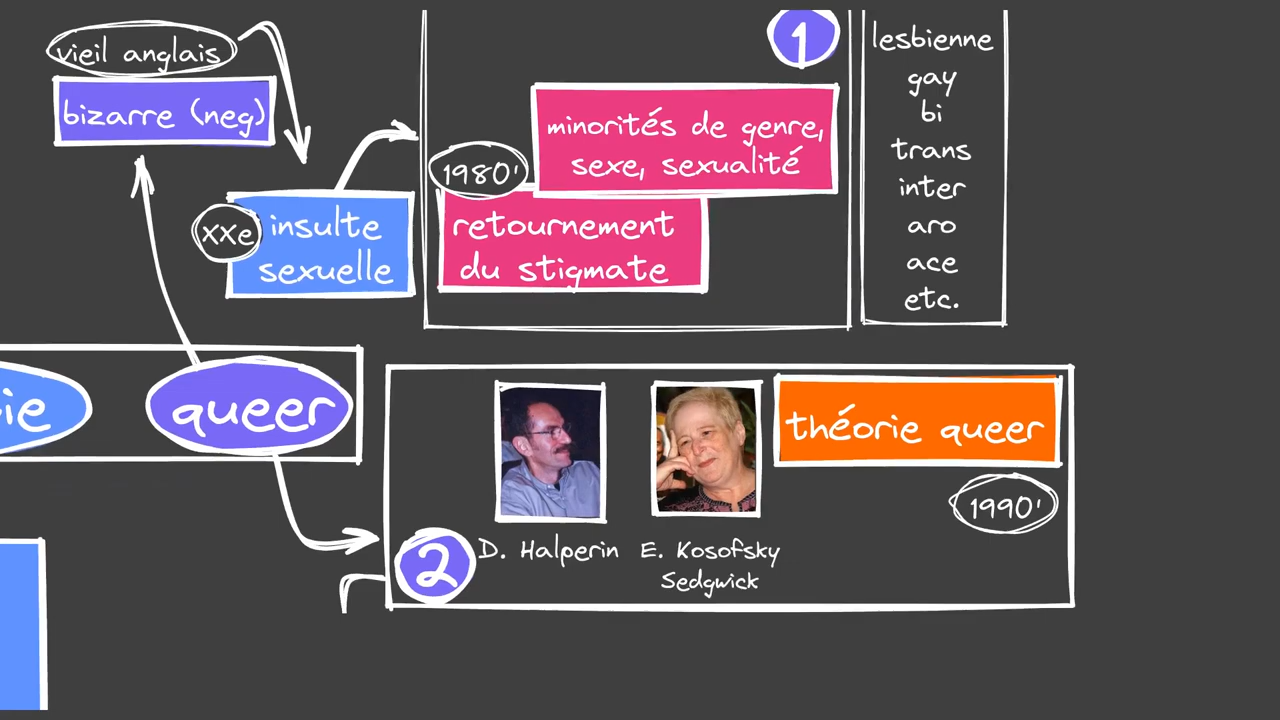 vieil anglais
bizarre (neg)
1
lesbienne
gay
bi
trans
inter
aro
ace
etc.
minorités de genre,
sexe, sexualité
1980'
retournement
du stigmate
XXe
insulte
sexuelle
ie
queer
théorie queer
1990'
2
D. Halperin
E. Kosofsky
Sedgwick